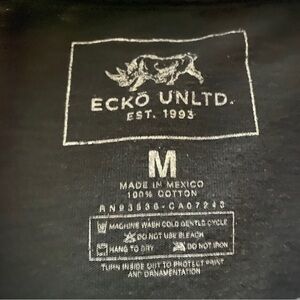 ECKŌ UNLTD.
EST. 1993
M
MADE IN MEXICO
100% COTTON
RN93636-CA07243
MACHINE WASH COLD GENTLE CYCLE
DO NOT USE BLEACH
HANG TO DRY DO NOT IRON
TURN INSIDE OUT TO PROTECT PRINT
AND ORNAMENTATION